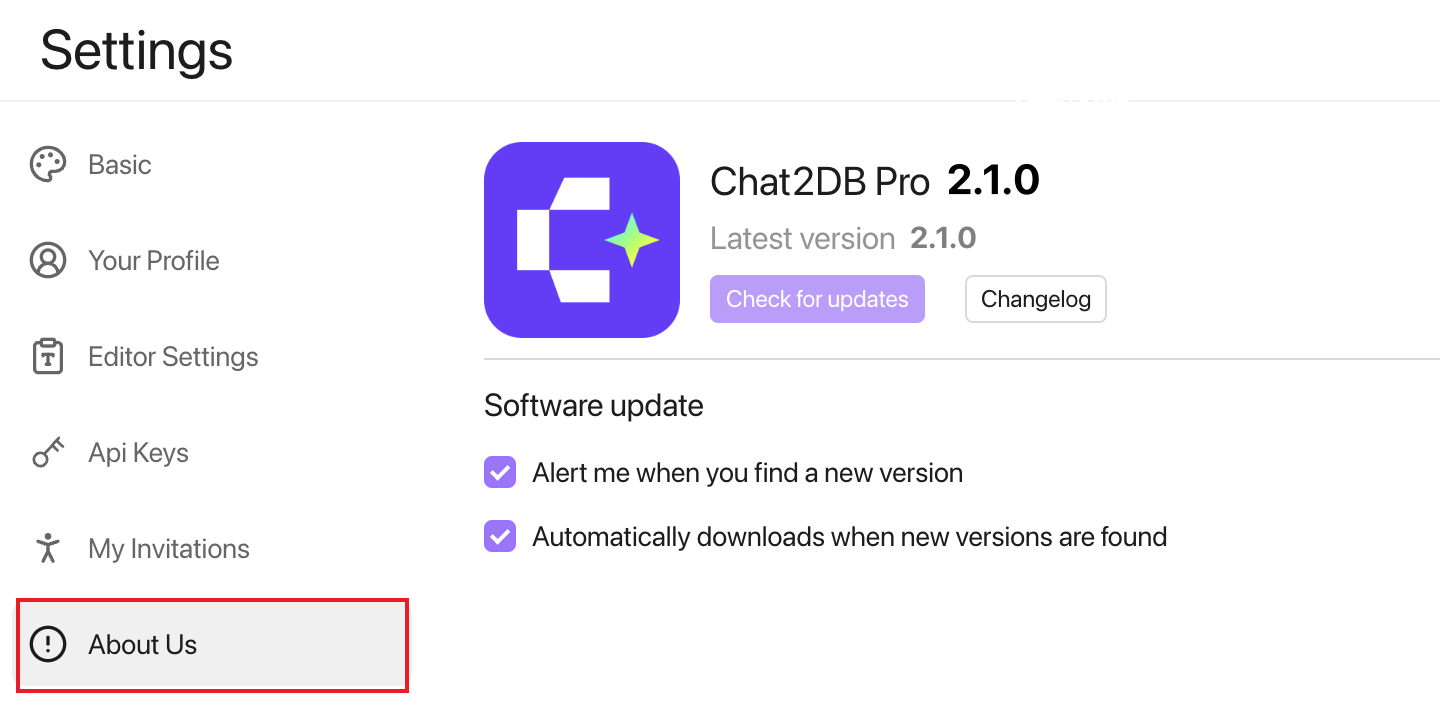 Settings
Basic
Your Profile
Editor Settings
Api Keys
My Invitations
About Us
Chat2DB Pro 2.1.0
Latest version 2.1.0
Check for updates
Changelog
Software update
Alert me when you find a new version
Automatically downloads when new versions are found